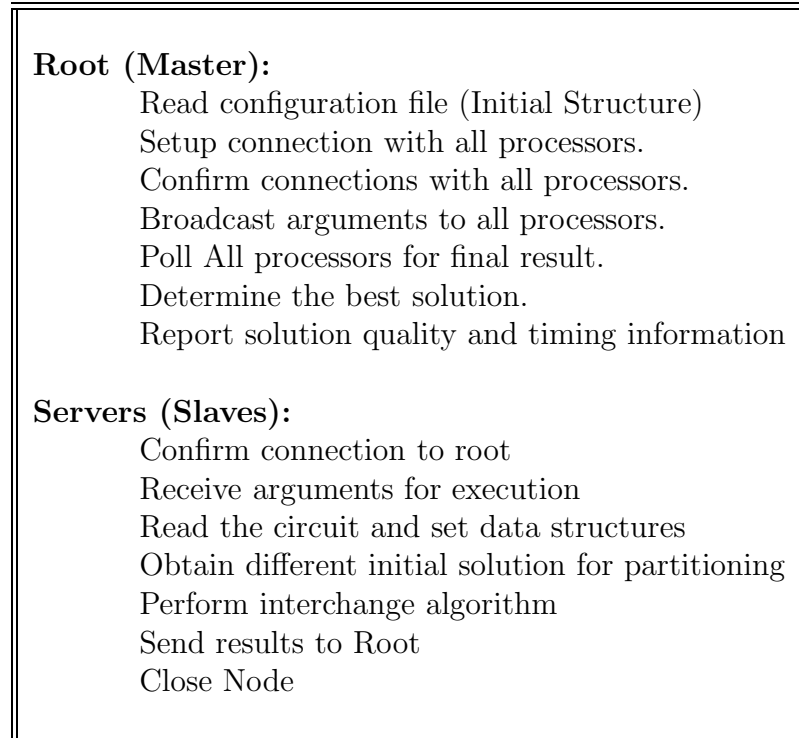 Root (Master):
Read configuration file (Initial Structure)
Setup connection with all processors.
Confirm connections with all processors.
Broadcast arguments to all processors.
Poll All processors for final result.
Determine the best solution.
Report solution quality and timing information
Servers (Slaves):
Confirm connection to root
Receive arguments for execution
Read the circuit and set data structures
Obtain different initial solution for partitioning
Perform interchange algorithm
Send results to Root
Close Node